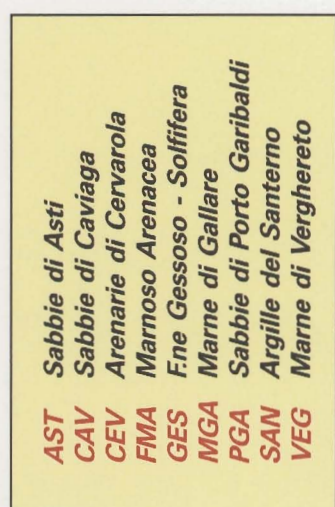 AST Sabbie di Asti
CAV Sabbie di Caviaga
CEV Arenarie di Cervarola
FMA Marnoso Arenacea
GES F.ne Gessoso - Solfifera
MGA Marne di Gallare
PGA Sabbie di Porto Garibaldi
SAN Argille del Santerno
VEG Marne di Verghereto